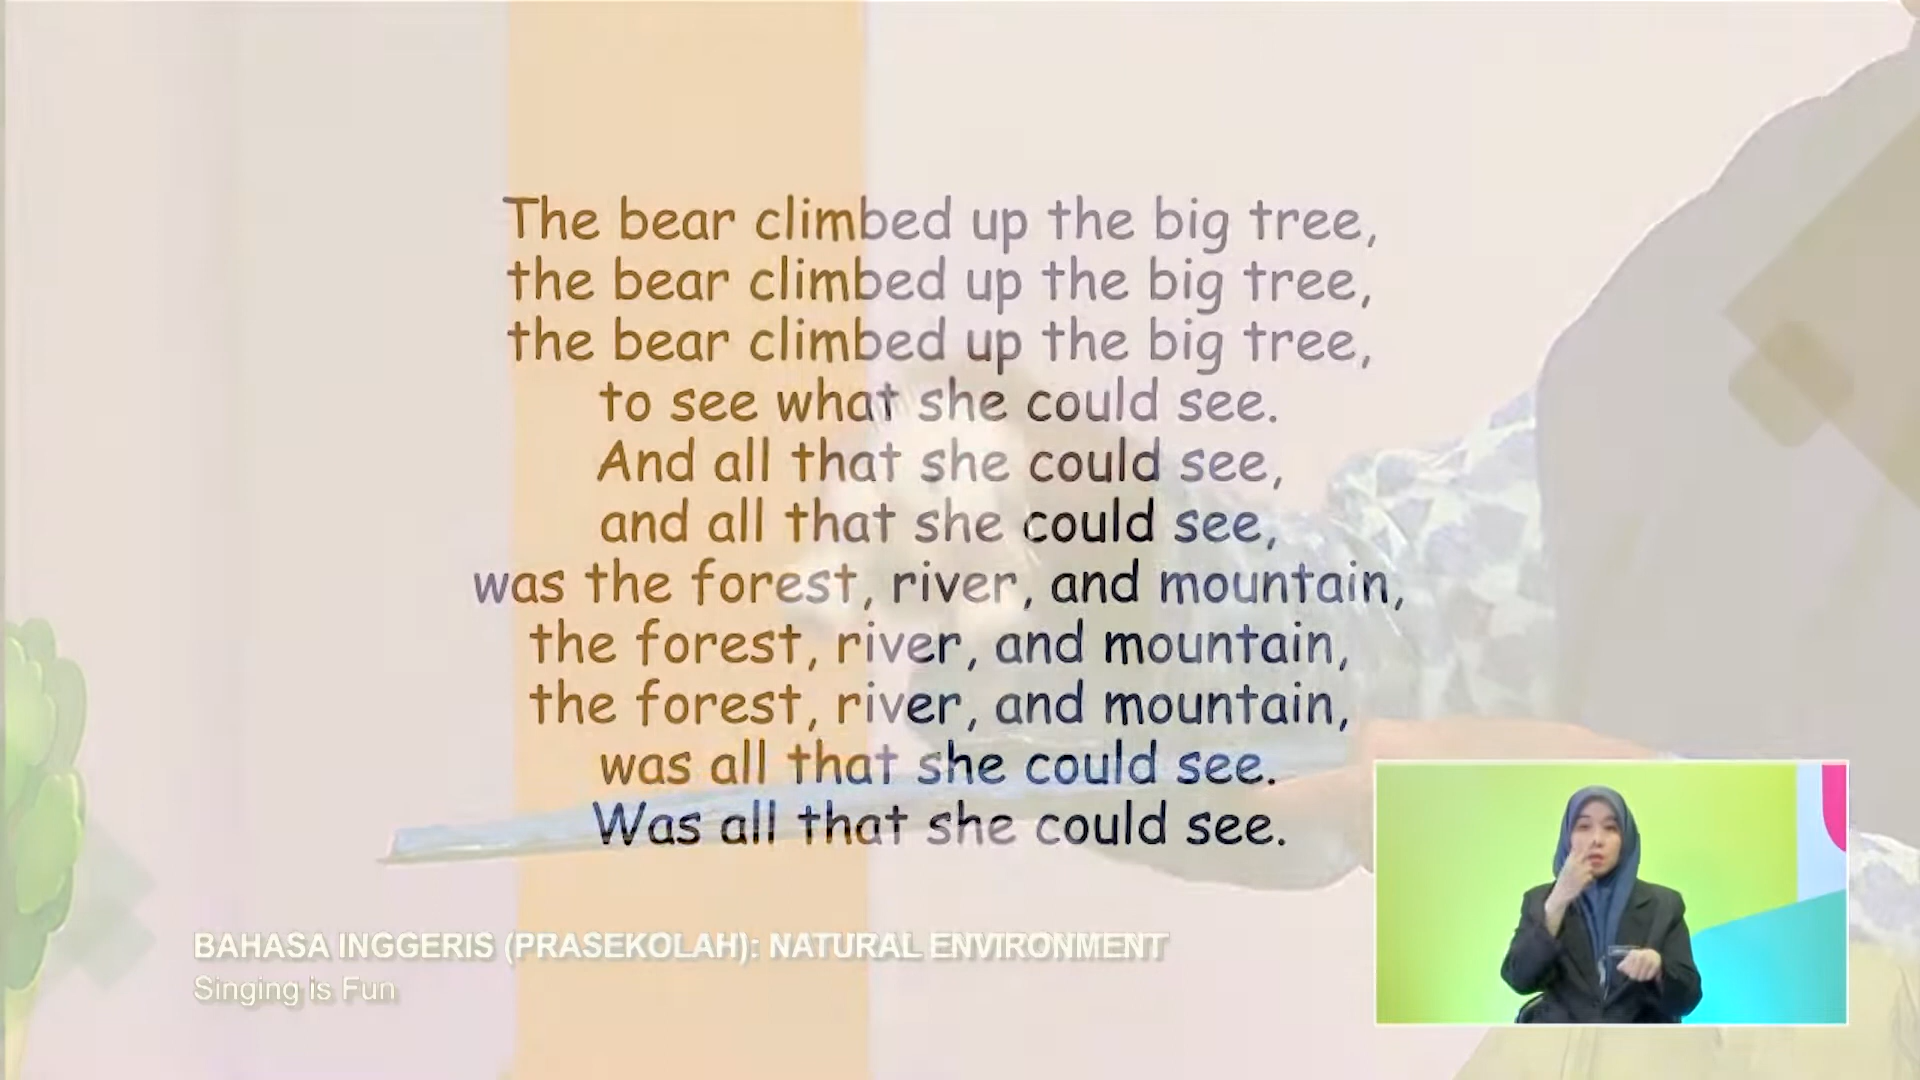 The bear climbed up the big tree,
the bear climbed up the big tree,
the bear climbed up the big tree,
to see what she could see.
And all that she could see,
and all that she could see,
was the forest, river, and mountain,
the forest, river, and mountain,
the forest, river, and mountain,
was all that she could see.
Was all that she could see.
BAHASA INGGERIS (PRASEKOLAH): NATURAL ENVIRONMENT
Singing is Fun